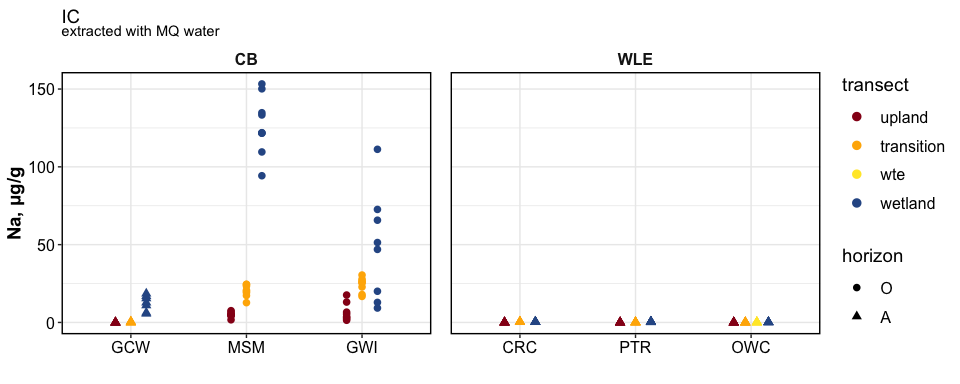 IC
extracted with MQ water
CB
WLE
Na, µg/g
150
100
50
0
GCW
MSM
GWI
CRC
PTR
OWC
transect
upland
transition
wte
wetland
horizon
O
A